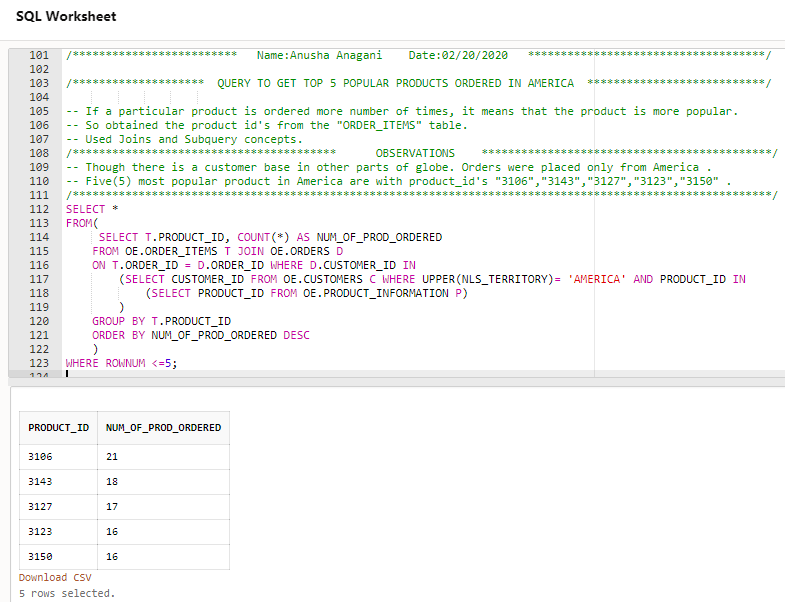 SQL Worksheet
101 /************************* Name:Anusha Anagani Date:02/20/2020 ************************************/
102
103 /******************** QUERY TO GET TOP 5 POPULAR PRODUCTS ORDERED IN AMERICA ***************************/
104
105 -- If a particular product is ordered more number of times, it means that the product is more popular.
106 -- So obtained the product id's from the "ORDER_ITEMS" table.
107 -- Used Joins and Subquery concepts.
108 /**************************************** OBSERVATIONS ********************************************/
109 -- Though there is a customer base in other parts of globe. Orders were placed only from America .
110 -- Five(5) most popular product in America are with product_id's "3106","3143","3127","3123","3150" .
111 /**********************************************************************************************************/
112 SELECT *
113 FROM(
114 SELECT T.PRODUCT_ID, COUNT(*) AS NUM_OF_PROD_ORDERED
115 FROM OE.ORDER_ITEMS T JOIN OE.ORDERS D
116 ON T.ORDER_ID = D.ORDER_ID WHERE D.CUSTOMER_ID IN
117 (SELECT CUSTOMER_ID FROM OE.CUSTOMERS C WHERE UPPER(NLS_TERRITORY)= 'AMERICA' AND PRODUCT_ID IN
118 (SELECT PRODUCT_ID FROM OE.PRODUCT_INFORMATION P)
119 )
120 GROUP BY T.PRODUCT_ID
121 ORDER BY NUM_OF_PROD_ORDERED DESC
122 )
123 WHERE ROWNUM <=5;
124
PRODUCT_ID NUM_OF_PROD_ORDERED
3106 21
3143 18
3127 17
3123 16
3150 16
Download CSV
5 rows selected.